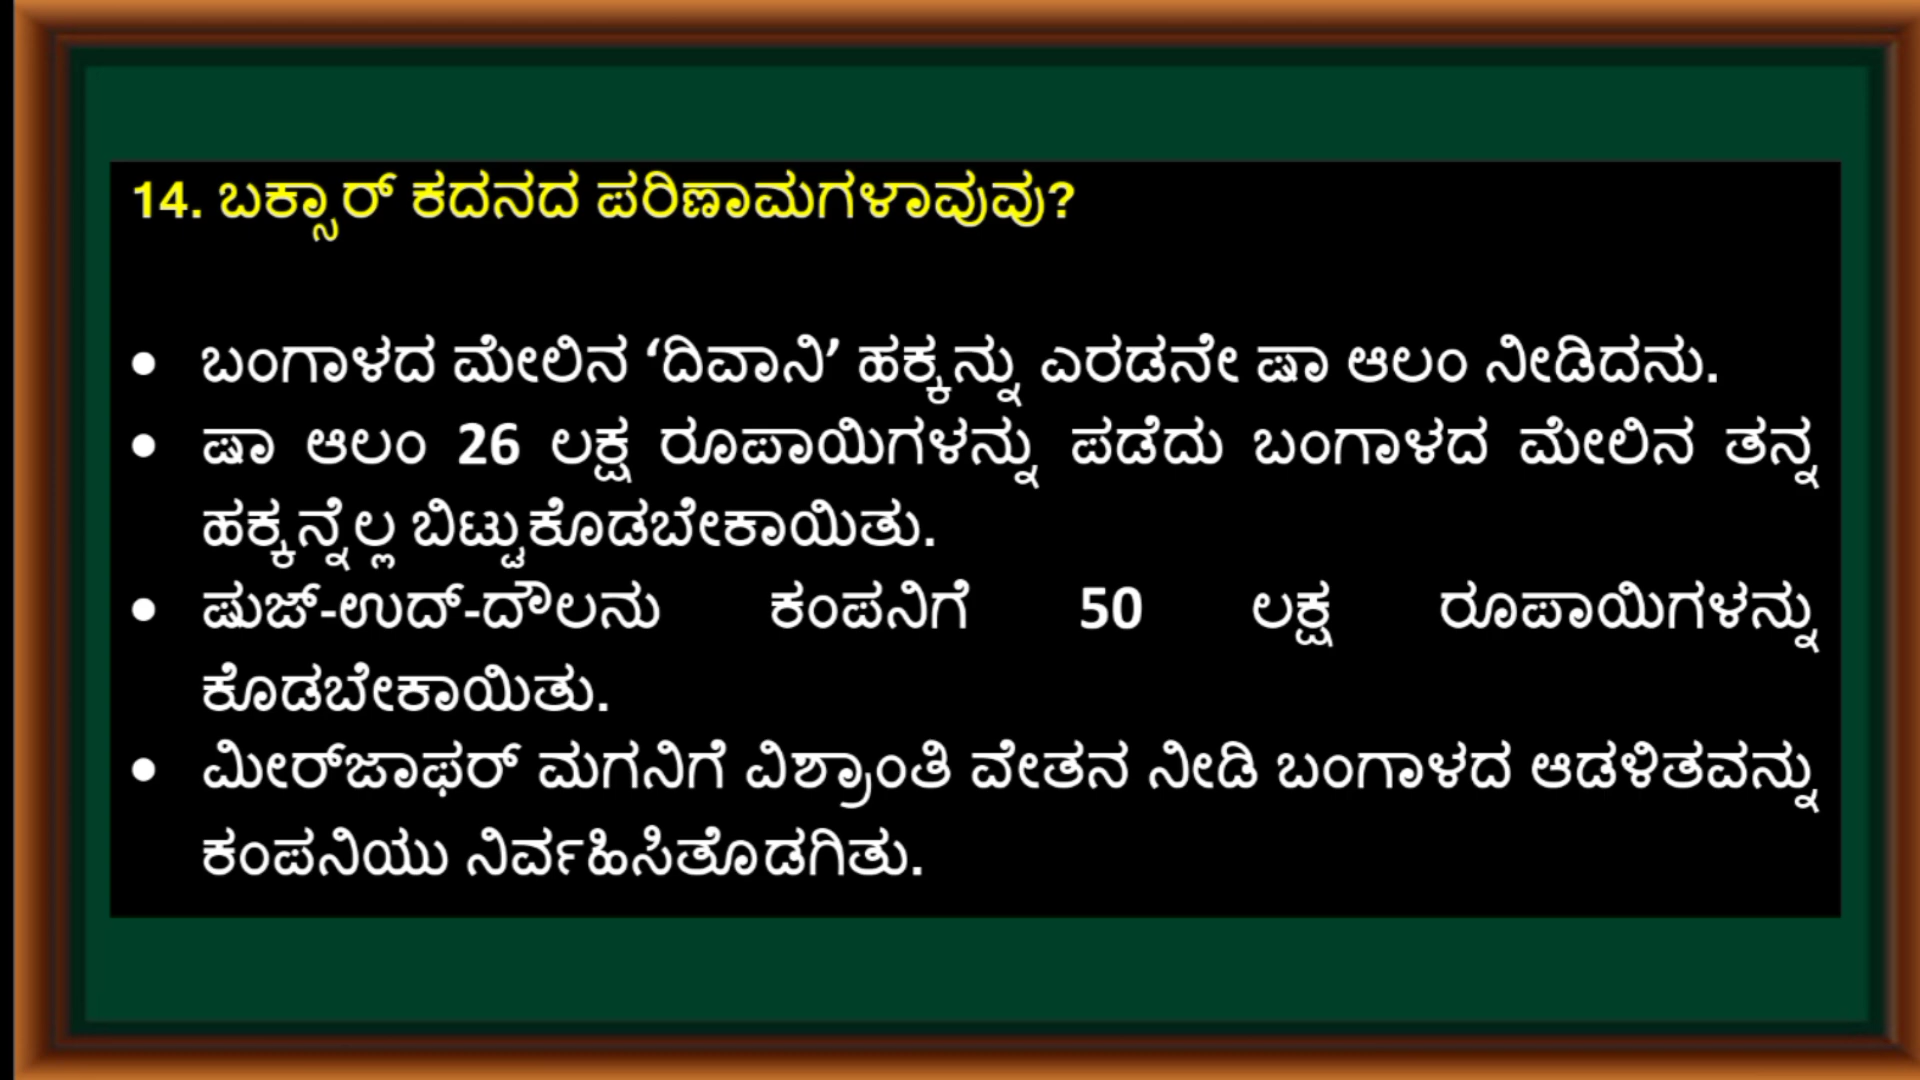 14. ಬಕ್ಸಾರ್ ಕದನದ ಪರಿಣಾಮಗಳಾವುವು?
• ಬಂಗಾಳದ ಮೇಲಿನ ‘ದಿವಾನಿ’ ಹಕ್ಕನ್ನು ಎರಡನೇ ಷಾ ಆಲಂ ನೀಡಿದನು.
• ಷಾ ಆಲಂ 26 ಲಕ್ಷ ರೂಪಾಯಿಗಳನ್ನು ಪಡೆದು ಬಂಗಾಳದ ಮೇಲಿನ ತನ್ನ
ಹಕ್ಕನ್ನೆಲ್ಲ ಬಿಟ್ಟುಕೊಡಬೇಕಾಯಿತು.
• ಷುಜ್-ಉದ್-ದೌಲನು ಕಂಪನಿಗೆ 50 ಲಕ್ಷ ರೂಪಾಯಿಗಳನ್ನು
ಕೊಡಬೇಕಾಯಿತು.
• ಮೀರ್‌ಜಾಫರ್ ಮಗನಿಗೆ ವಿಶ್ರಾಂತಿ ವೇತನ ನೀಡಿ ಬಂಗಾಳದ ಆಡಳಿತವನ್ನು
ಕಂಪನಿಯು ನಿರ್ವಹಿಸಿತೊಡಗಿತು.